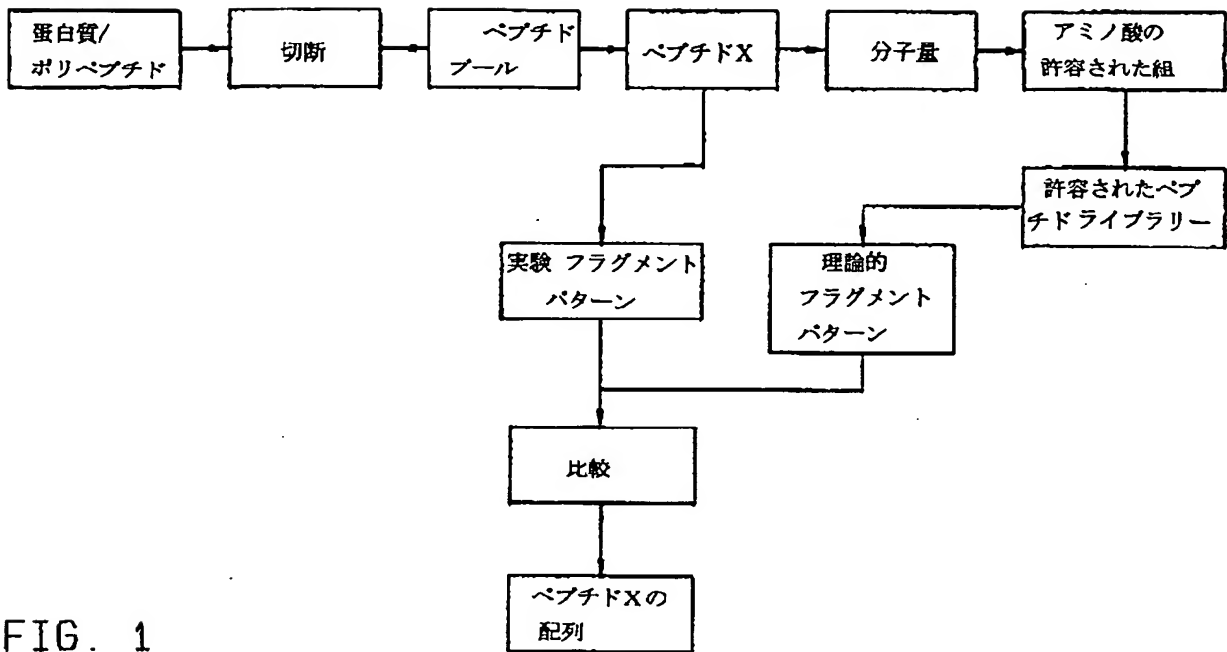 蛋白質/
ポリペプチド
切断
ペプチド
プール
ペプチドX
分子量
アミノ酸の
許容された組
許容されたペプ
チドライブラリー
実験 フラグメント
パターン
理論的
フラグメント
パターン
比較
ペプチドXの
配列
FIG. 1